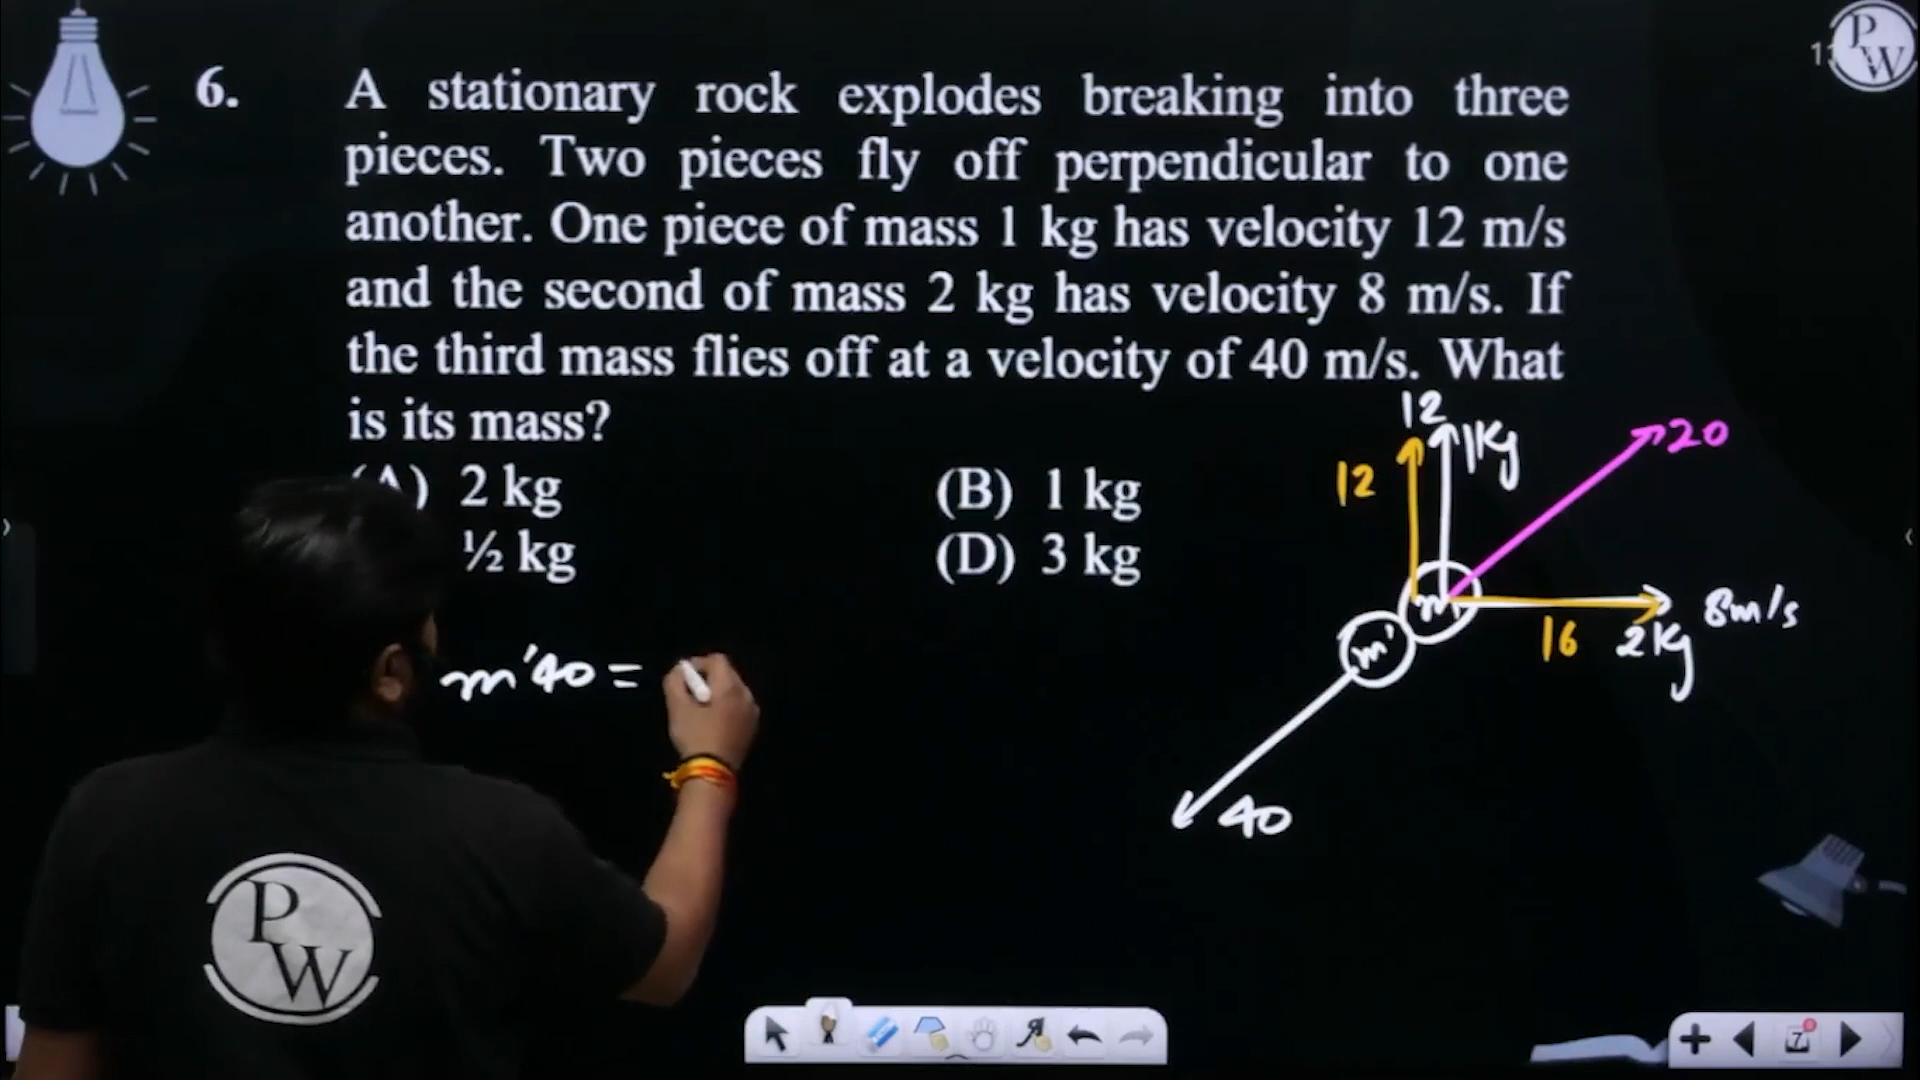 6. A stationary rock explodes breaking into three
pieces. Two pieces fly off perpendicular to one
another. One piece of mass 1 kg has velocity 12 m/s
and the second of mass 2 kg has velocity 8 m/s. If
the third mass flies off at a velocity of 40 m/s. What
is its mass?
(A) 2 kg (B) 1 kg
½ kg (D) 3 kg
12
1kg
20
12
m
8m/s
16 2kg
m'
m'40 =
40
PW
PW
7